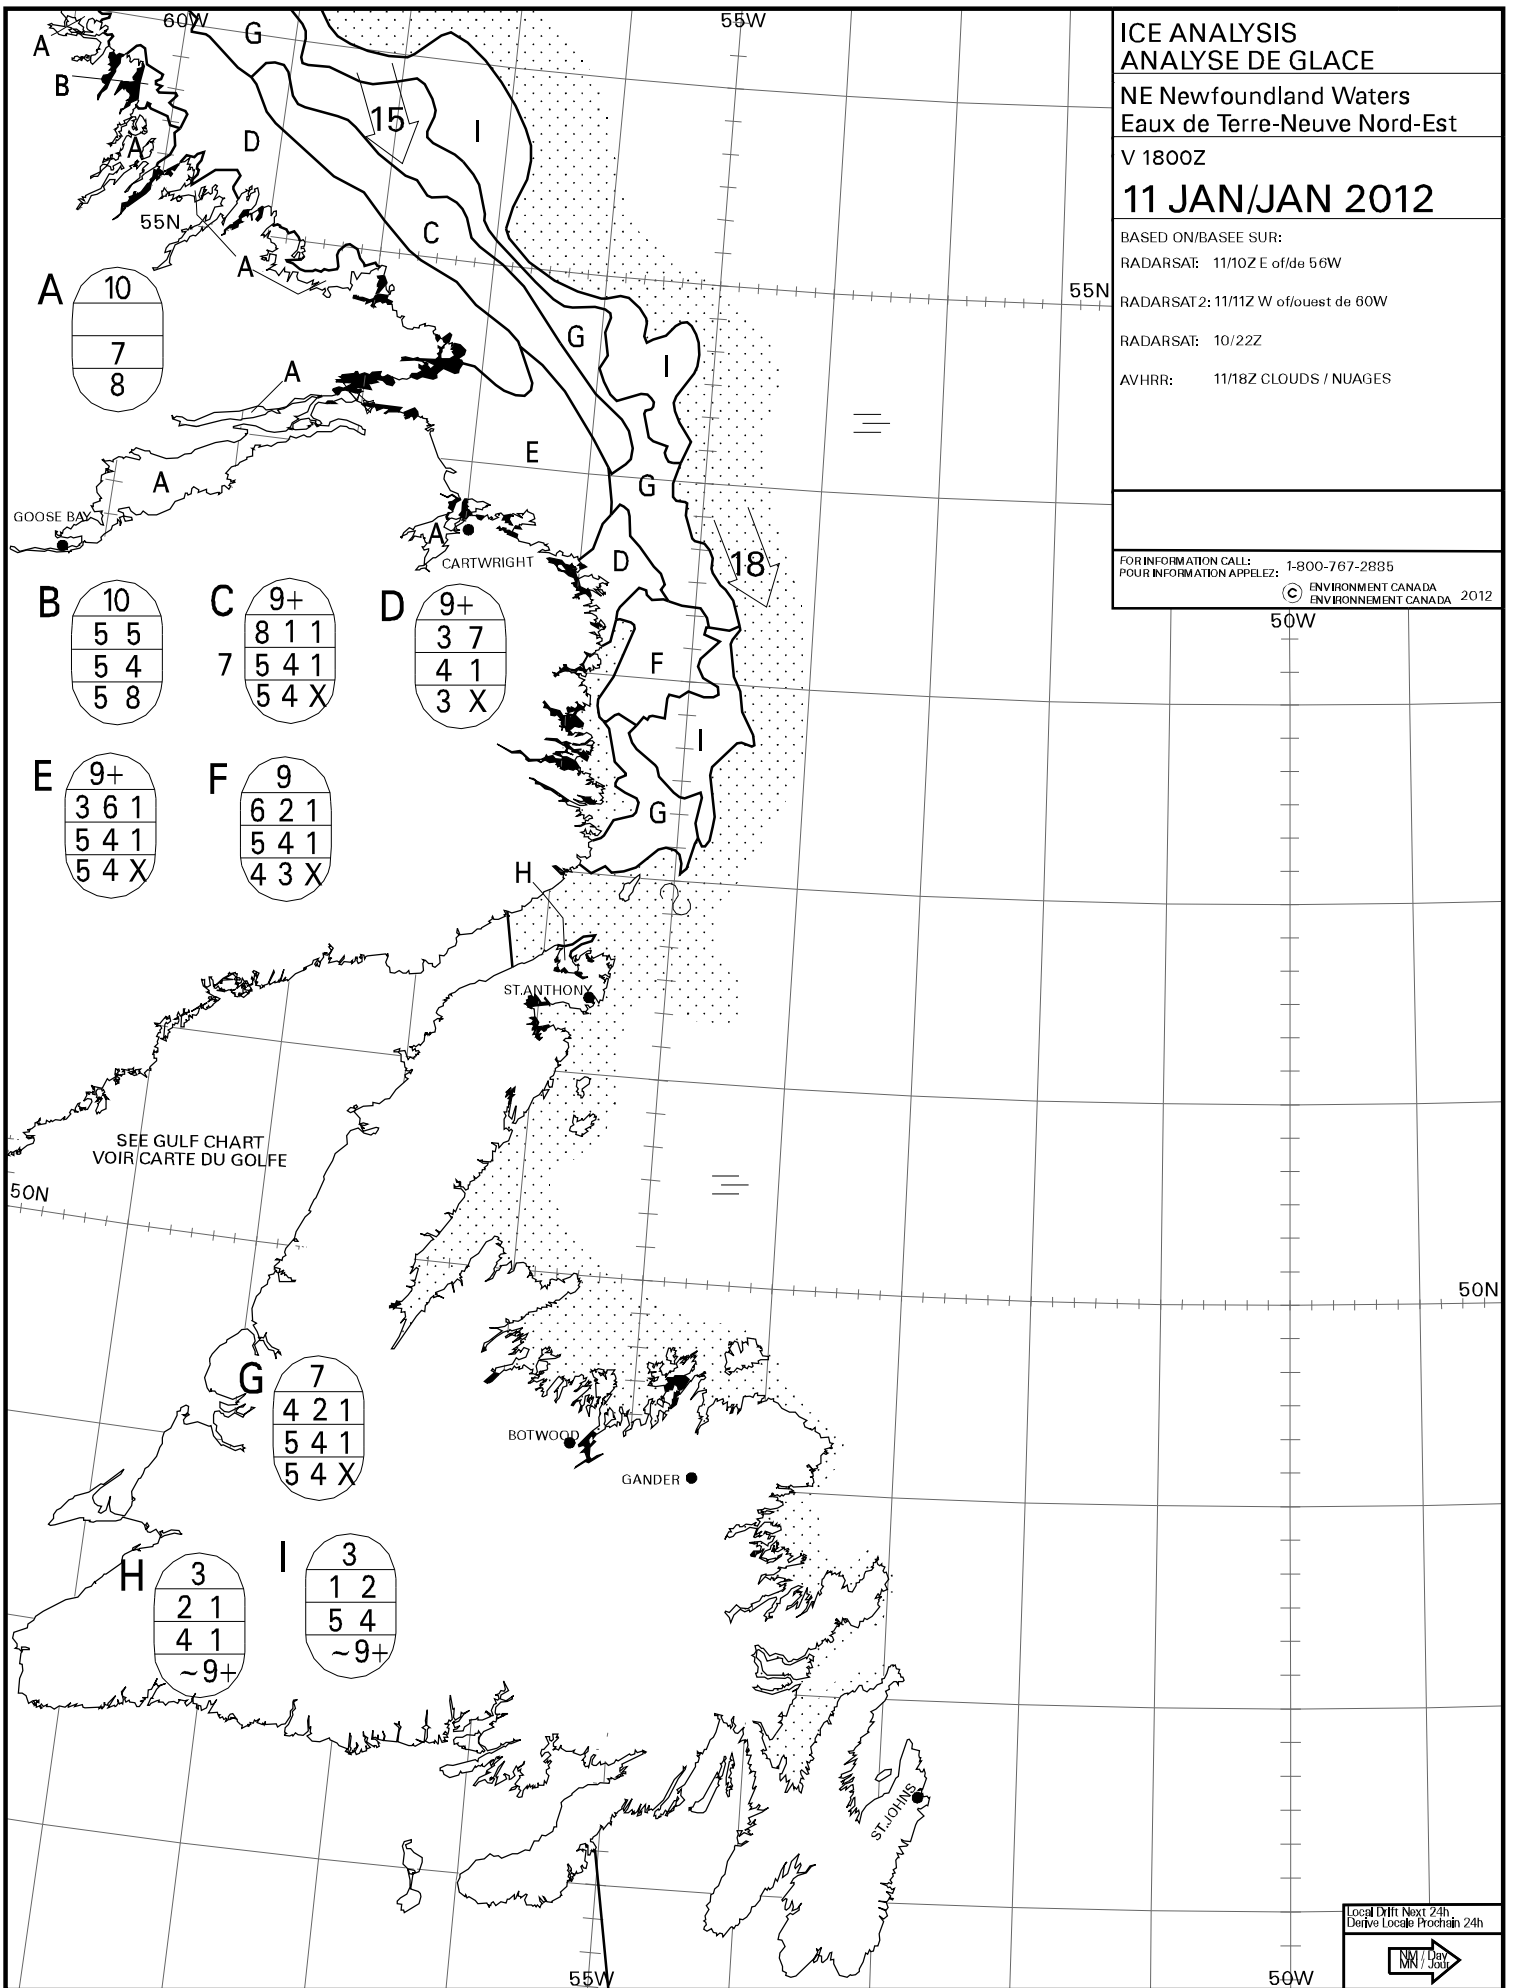 60W
55W
ICE ANALYSIS
ANALYSE DE GLACE
NE Newfoundland Waters
Eaux de Terre-Neuve Nord-Est
V 1800Z
11 JAN/JAN 2012
BASED ON/BASEE SUR:
RADARSAT: 11/10Z E of/de 56W
RADARSAT2: 11/11Z W of/ouest de 60W
RADARSAT: 10/22Z
AVHRR: 11/18Z CLOUDS / NUAGES
FOR INFORMATION CALL: 1-800-767-2885
POUR INFORMATION APPELEZ:
© ENVIRONMENT CANADA
ENVIRONNEMENT CANADA 2012
50W
A
G
B
15
I
D
A
55N
C
A
55N
G
I
A
E
A
G
GOOSE BAY
A
CARTWRIGHT
D
18
F
I
G
H
ST.ANTHONY
SEE GULF CHART
VOIR CARTE DU GOLFE
50N
50N
BOTWOOD
GANDER
ST.JOHNS
A
10
7
8
B
10
5 5
5 4
5 8
C
9+
8 1 1
7 5 4 1
5 4 X
D
9+
3 7
4 1
3 X
E
9+
3 6 1
5 4 1
5 4 X
F
9
6 2 1
5 4 1
4 3 X
G
7
4 2 1
5 4 1
5 4 X
H
3
2 1
4 1
~9+
I
3
1 2
5 4
~9+
Local Drift Next 24h
Derive Locale Prochain 24h
NM / Day
MN / Jour
55W
50W